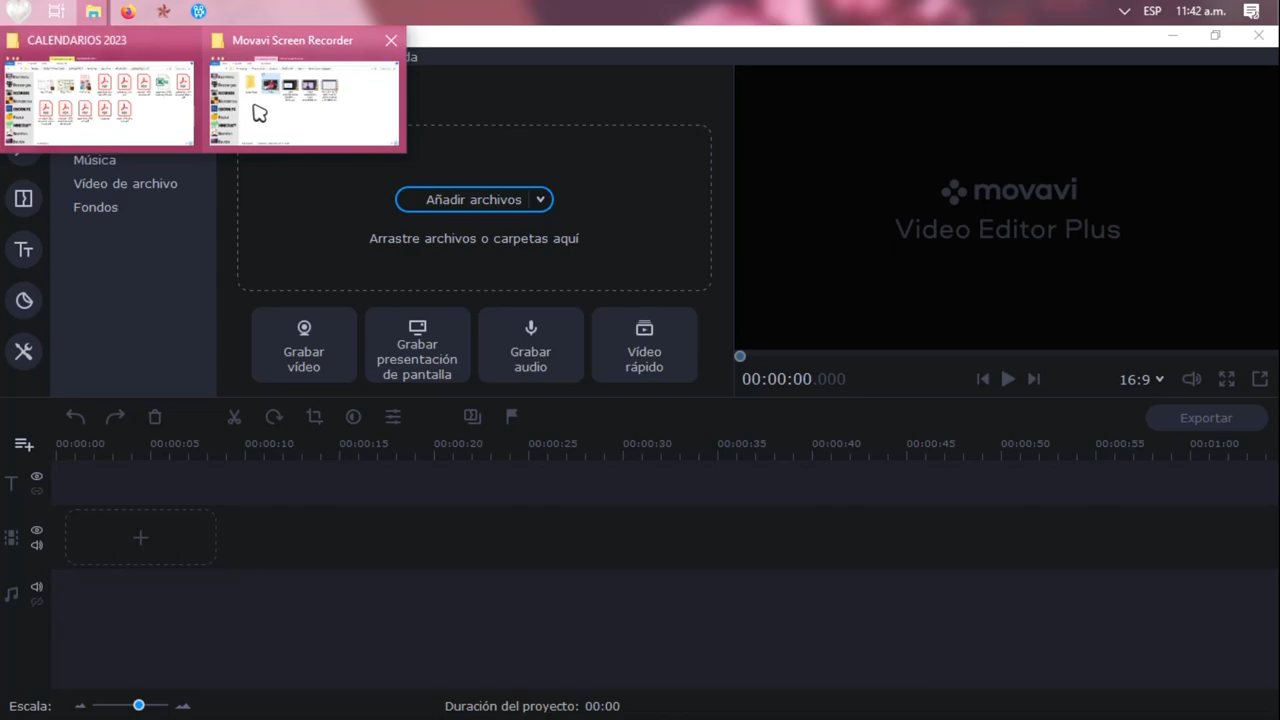 ESP 11:42 a.m.
CALENDARIOS 2023
Movavi Screen Recorder
da
Música
Vídeo de archivo
Fondos
Añadir archivos
Arrastre archivos o carpetas aquí
Grabar
vídeo
Grabar
presentación
de pantalla
Grabar
audio
Vídeo
rápido
movavi
Video Editor Plus
00:00:00.000
16:9
Exportar
00:00:00 00:00:05 00:00:10 00:00:15 00:00:20 00:00:25 00:00:30 00:00:35 00:00:40 00:00:45 00:00:50 00:00:55 00:01:00
Escala:
Duración del proyecto: 00:00